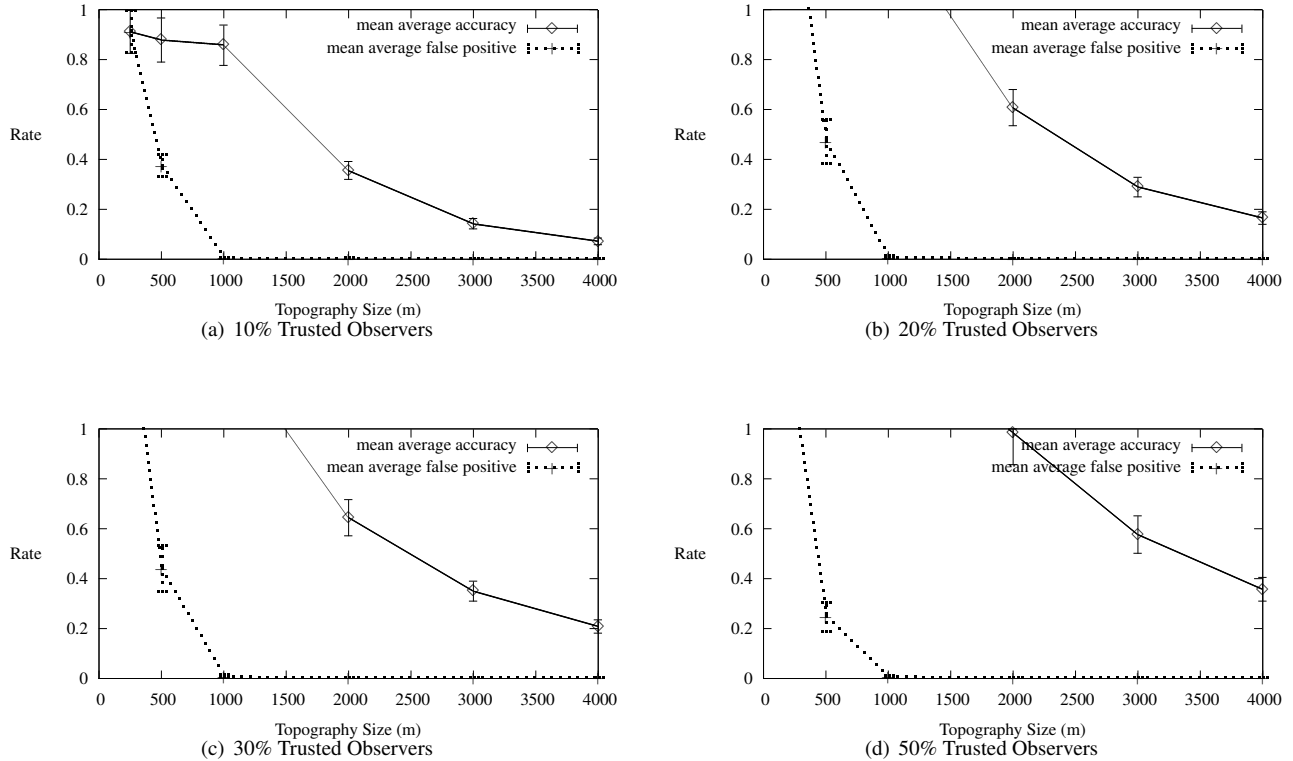 1
0.8
0.6
0.4
0.2
0
Rate
mean average accuracy
mean average false positive
0 500 1000 1500 2000 2500 3000 3500 4000
Topography Size (m)
(a) 10% Trusted Observers
1
0.8
0.6
0.4
0.2
0
Rate
mean average accuracy
mean average false positive
0 500 1000 1500 2000 2500 3000 3500 4000
Topograph Size (m)
(b) 20% Trusted Observers
1
0.8
0.6
0.4
0.2
0
Rate
mean average accuracy
mean average false positive
0 500 1000 1500 2000 2500 3000 3500 4000
Topography Size (m)
(c) 30% Trusted Observers
1
0.8
0.6
0.4
0.2
0
Rate
mean average accuracy
mean average false positive
0 500 1000 1500 2000 2500 3000 3500 4000
Topography Size (m)
(d) 50% Trusted Observers